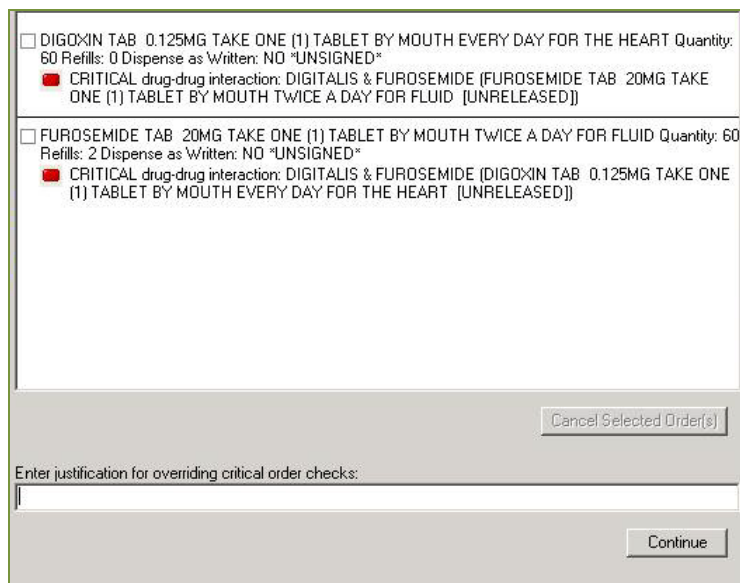 DIGOXIN TAB 0.125MG TAKE ONE (1) TABLET BY MOUTH EVERY DAY FOR THE HEART Quantity:
60 Refills: 0 Dispense as Written: NO *UNSIGNED*
CRITICAL drug-drug interaction: DIGITALIS & FUROSEMIDE (FUROSEMIDE TAB 20MG TAKE
ONE (1) TABLET BY MOUTH TWICE A DAY FOR FLUID [UNRELEASED])
FUROSEMIDE TAB 20MG TAKE ONE (1) TABLET BY MOUTH TWICE A DAY FOR FLUID Quantity: 60
Refills: 2 Dispense as Written: NO *UNSIGNED*
CRITICAL drug-drug interaction: DIGITALIS & FUROSEMIDE (DIGOXIN TAB 0.125MG TAKE ONE
(1) TABLET BY MOUTH EVERY DAY FOR THE HEART [UNRELEASED])
Cancel Selected Order(s)
Enter justification for overriding critical order checks:
Continue